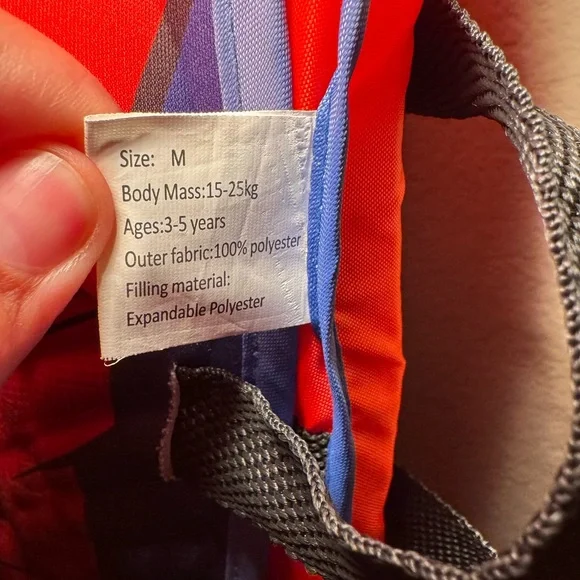 Size: M
Body Mass:15-25kg
Ages:3-5 years
Outer fabric:100% polyester
Filling material:
Expandable Polyester